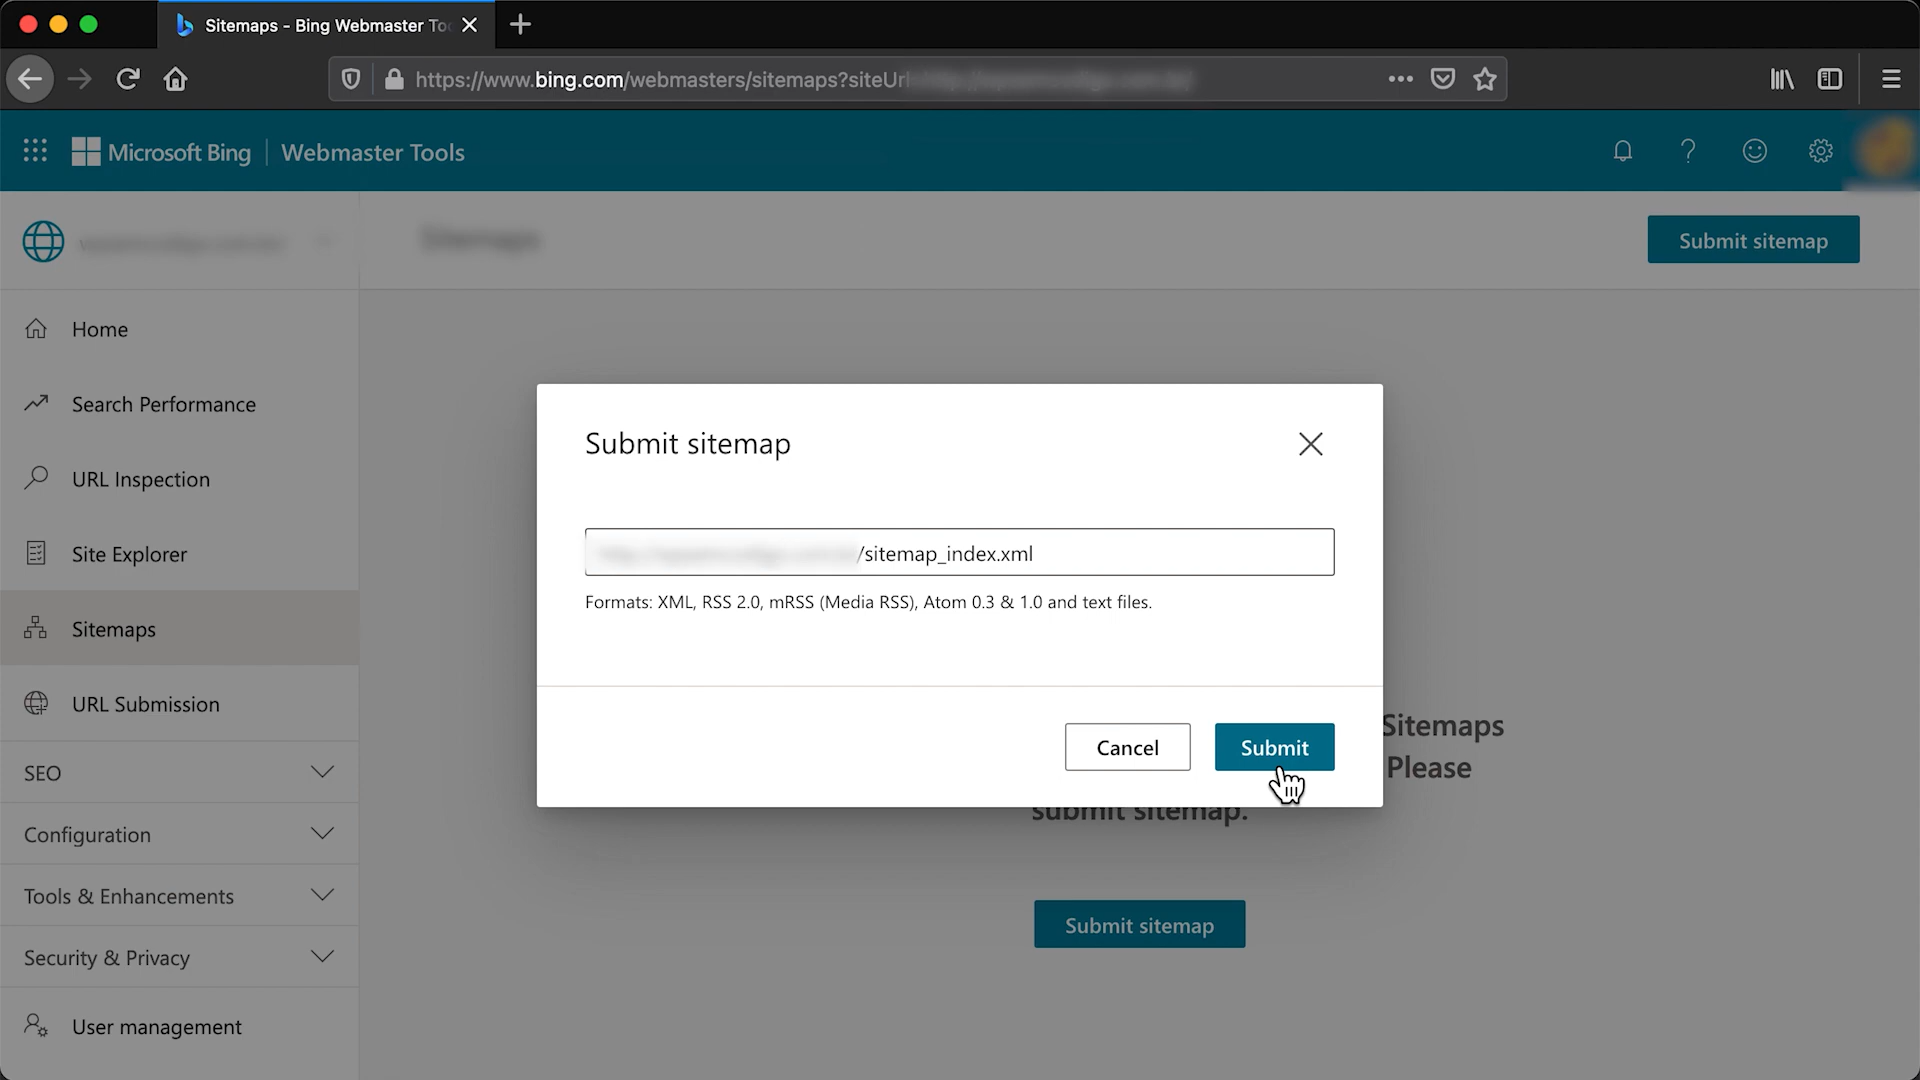 Sitemaps - Bing Webmaster To
https://www.bing.com/webmasters/sitemaps?siteUrl
Microsoft Bing
Webmaster Tools
Sitemaps
Submit sitemap
Home
Search Performance
URL Inspection
Site Explorer
Sitemaps
URL Submission
SEO
Configuration
Tools & Enhancements
Security & Privacy
User management
Submit sitemap
/sitemap_index.xml
Formats: XML, RSS 2.0, mRSS (Media RSS), Atom 0.3 & 1.0 and text files.
Cancel
Submit
Sitemaps
Please
submit sitemap.
Submit sitemap